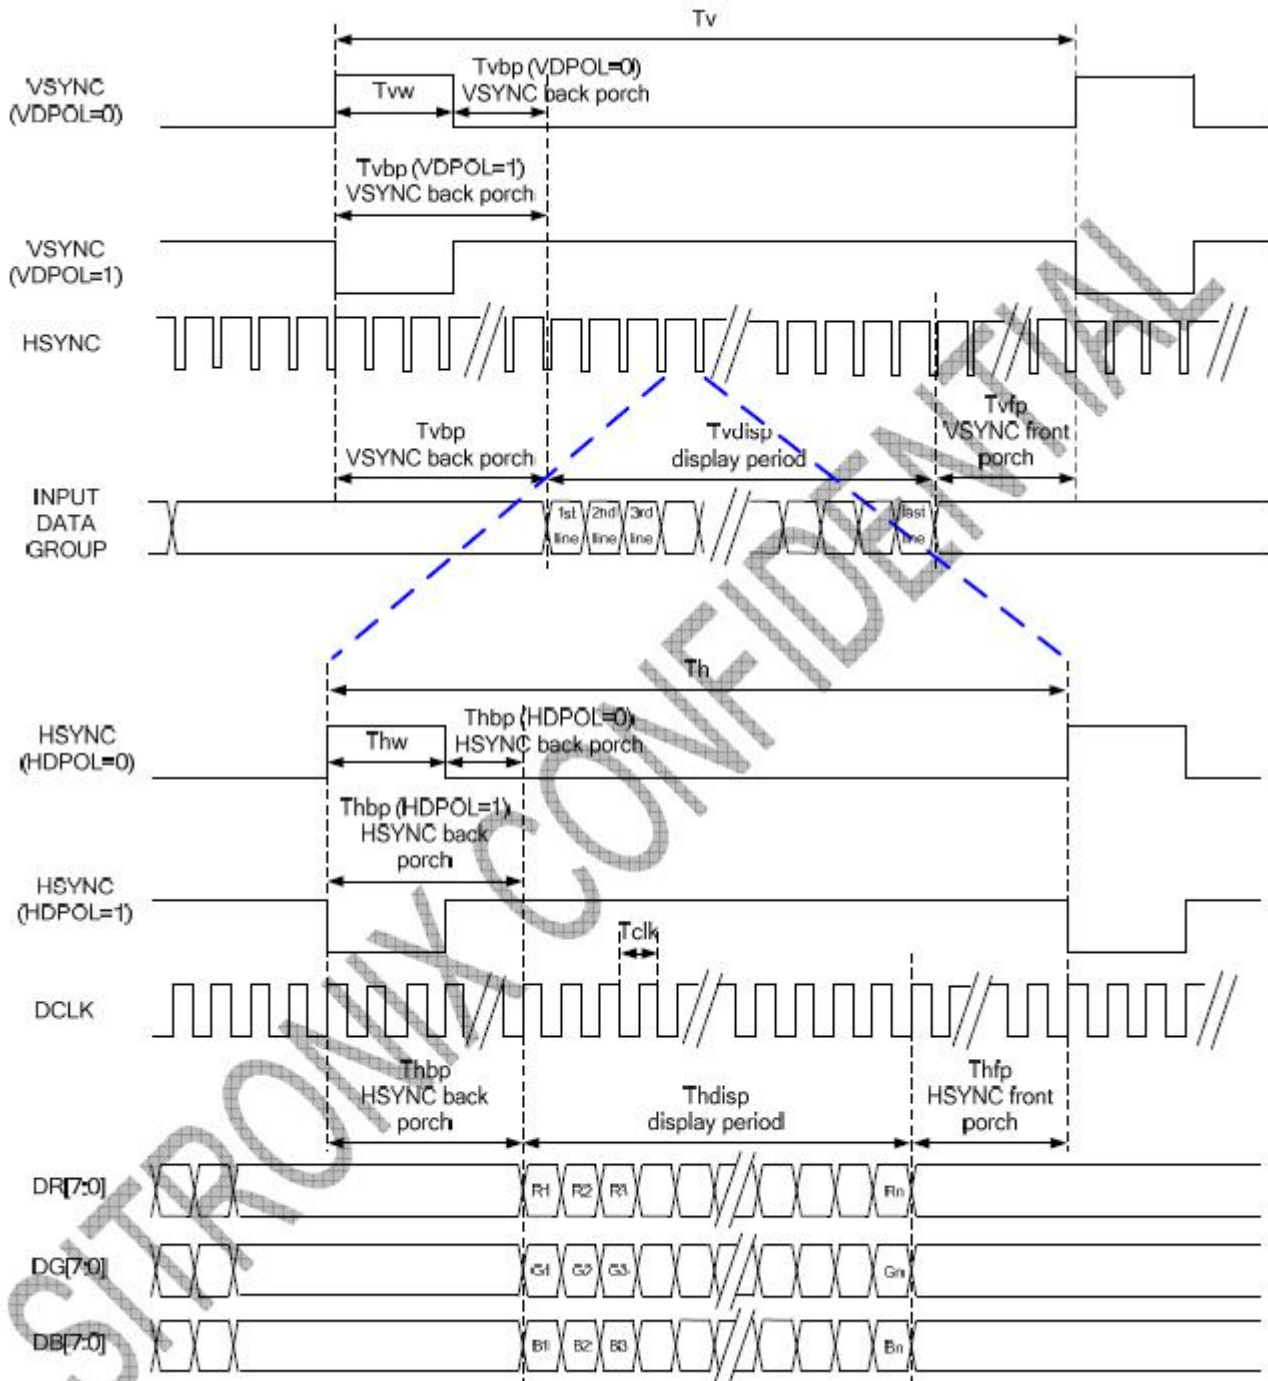 Tv
VSYNC
(VDPOL=0)
Tvw
Tvbp (VDPOL=0)
VSYNC back porch
Tvbp (VDPOL=1)
VSYNC back porch
VSYNC
(VDPOL=1)
HSYNC
Tvbp
VSYNC back porch
Tvdisp
display period
Tvfp
VSYNC front
porch
INPUT
DATA
GROUP
1st
line
2nd
line
3rd
line
last
line
Th
HSYNC
(HDPOL=0)
Thw
Thbp (HDPOL=0)
HSYNC back porch
Thbp (HDPOL=1)
HSYNC back
porch
HSYNC
(HDPOL=1)
Tclk
DCLK
Thbp
HSYNC back
porch
Thdisp
display period
Thfp
HSYNC front
porch
DR[7:0]
R1
R2
R3
Rn
DG[7:0]
G1
G2
G3
Gn
DB[7:0]
B1
B2
B3
Bn
SITRONIX CONFIDENTIAL